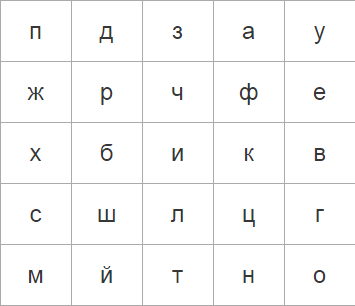 п д з а у
ж р ч ф е
х б и к в
с ш л ц г
м й т н о